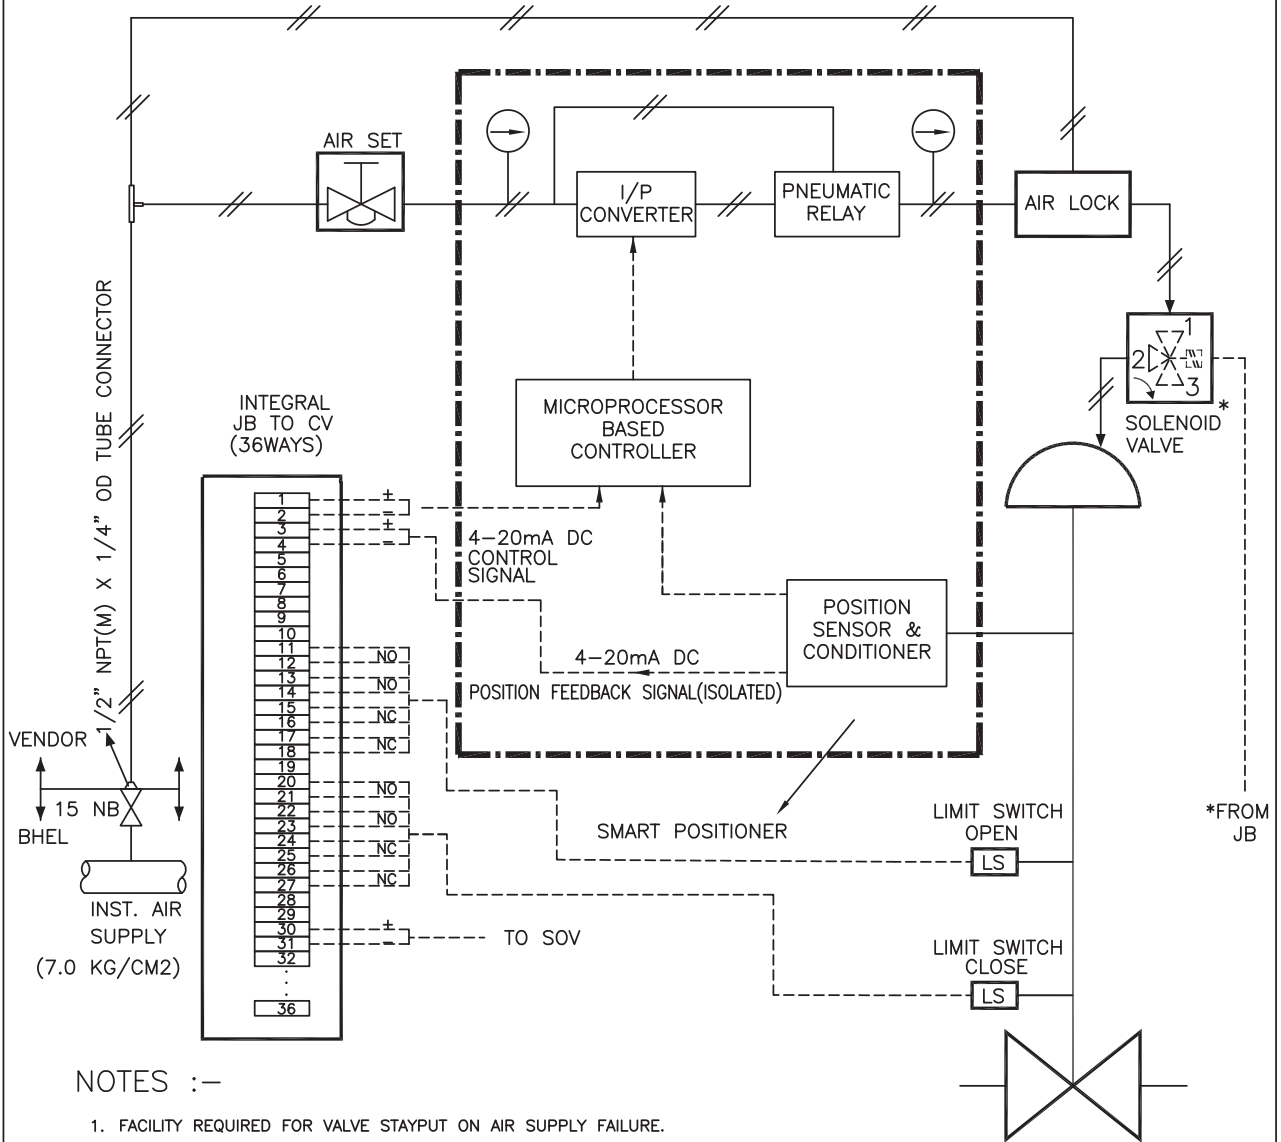 AIR SET
I/P
CONVERTER
PNEUMATIC
RELAY
AIR LOCK
1
2
3
SOLENOID *
VALVE
1/2" NPT(M) X 1/4" OD TUBE CONNECTOR
INTEGRAL
JB TO CV
(36WAYS)
MICROPROCESSOR
BASED
CONTROLLER
1 +
2 −
3 +
4 −
5
6
7
8
9
10
11
12 NO
13
14 NO
15
16 NC
17
18 NC
19
20
21 NO
22
23 NO
24
25 NC
26
27 NC
28
29
30 +
31 −
32
.
.
.
36
4−20mA DC
CONTROL
SIGNAL
POSITION
SENSOR &
CONDITIONER
4−20mA DC
POSITION FEEDBACK SIGNAL(ISOLATED)
SMART POSITIONER
VENDOR
15 NB
BHEL
INST. AIR
SUPPLY
(7.0 KG/CM2)
TO SOV
LIMIT SWITCH
OPEN
LS
*FROM
JB
LIMIT SWITCH
CLOSE
LS
NOTES :−
1. FACILITY REQUIRED FOR VALVE STAYPUT ON AIR SUPPLY FAILURE.